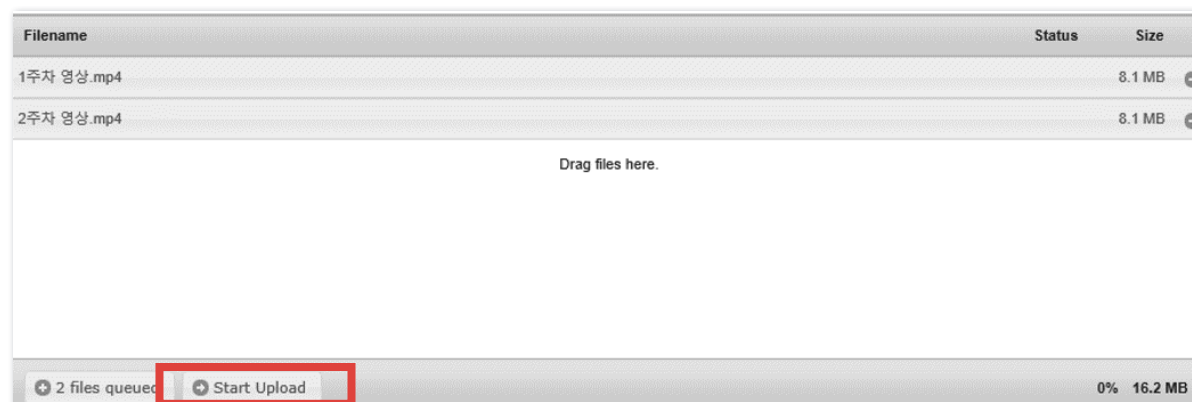 Filename Status Size
1주차 영상.mp4 8.1 MB
2주차 영상.mp4 8.1 MB
Drag files here.
2 files queued Start Upload 0% 16.2 MB